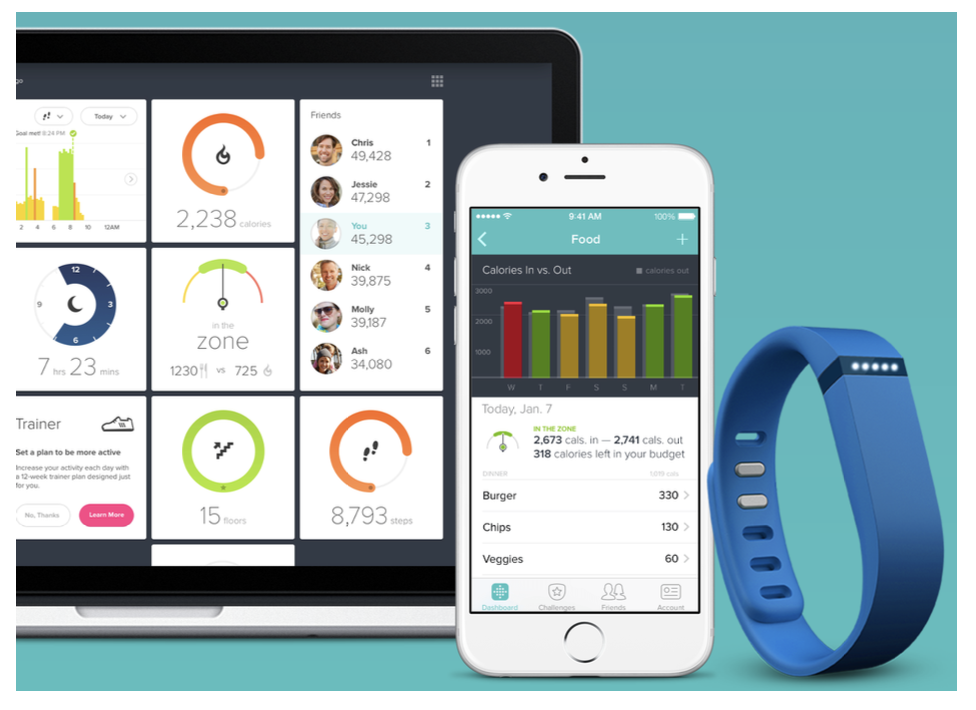 Today
Goal met! 8:24 PM
2 4 6 8 10 12AM
2,238 calories
Friends
Chris 1
49,428
Jessie 2
47,298
You 3
45,298
Nick 4
39,875
Molly 5
39,187
Ash 6
34,080
12
9 3
6
7 hrs 23 mins
in the
zone
1230 vs 725
Trainer
Set a plan to be more active
Increase your activity each day with
a 12-week trainer plan designed just
for you.
No, Thanks
Learn More
15 floors
8,793 steps
9:41 AM 100%
Food
Calories In vs. Out calories out
3000
2000
1000
W T F S S M T
Today, Jan. 7
IN THE ZONE
2,673 cals. in — 2,741 cals. out
318 calories left in your budget
DINNER cals
Burger 330
Chips 130
Veggies 60
Dashboard Challenges Friends Account